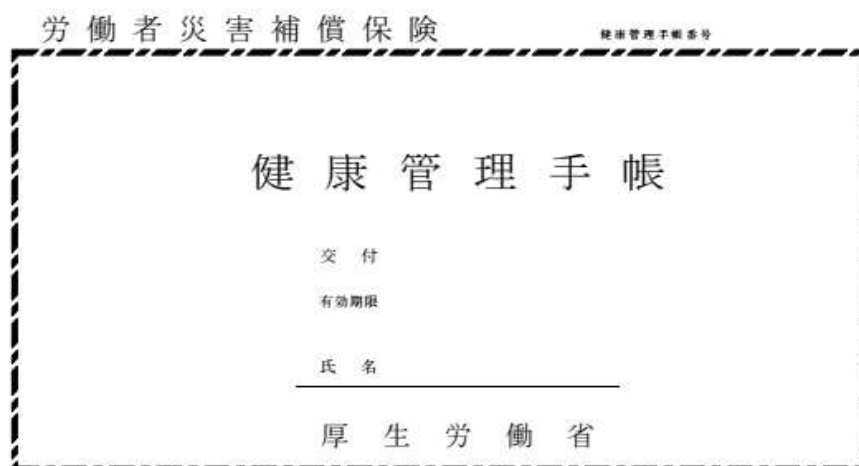 労働者災害補償保険
健康管理手帳番号
健康管理手帳
交付
有効期限
氏名
厚生労働省